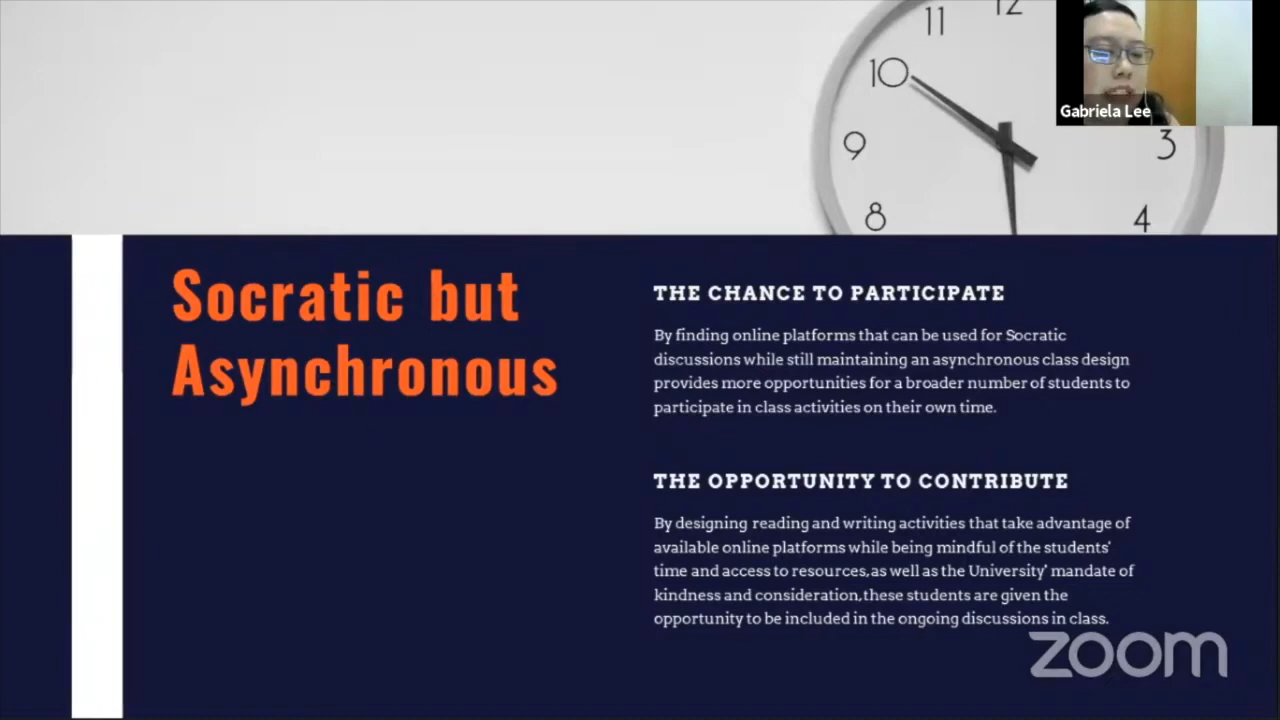 11
12
10
9
3
8
4
Gabriela Lee
Socratic but
Asynchronous
THE CHANCE TO PARTICIPATE
By finding online platforms that can be used for Socratic
discussions while still maintaining an asynchronous class design
provides more opportunities for a broader number of students to
participate in class activities on their own time.
THE OPPORTUNITY TO CONTRIBUTE
By designing reading and writing activities that take advantage of
available online platforms while being mindful of the students'
time and access to resources,as well as the University' mandate of
kindness and consideration,these students are given the
opportunity to be included in the ongoing discussions in class.
zoom